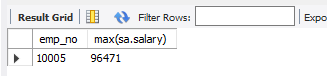 Result Grid Filter Rows: Expo
emp_no max(sa.salary)
10005 96471